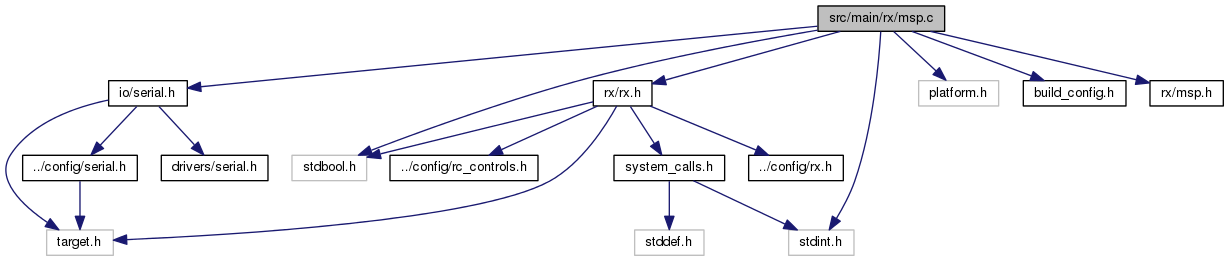 src/main/rx/msp.c
io/serial.h
rx/rx.h
platform.h
build_config.h
rx/msp.h
../config/serial.h
drivers/serial.h
stdbool.h
../config/rc_controls.h
system_calls.h
../config/rx.h
target.h
stddef.h
stdint.h